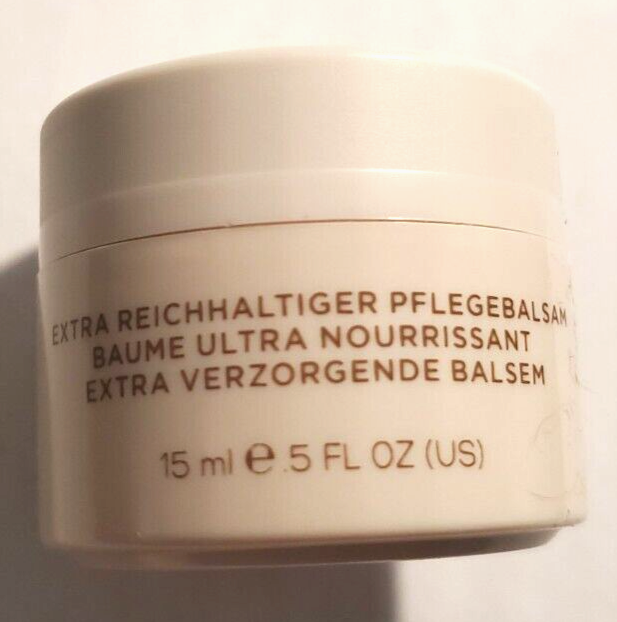 EXTRA REICHHALTIGER PFLEGEBALSAM
BAUME ULTRA NOURRISSANT
EXTRA VERZORGENDE BALSEM
15 ml ℮ .5 FL OZ (US)